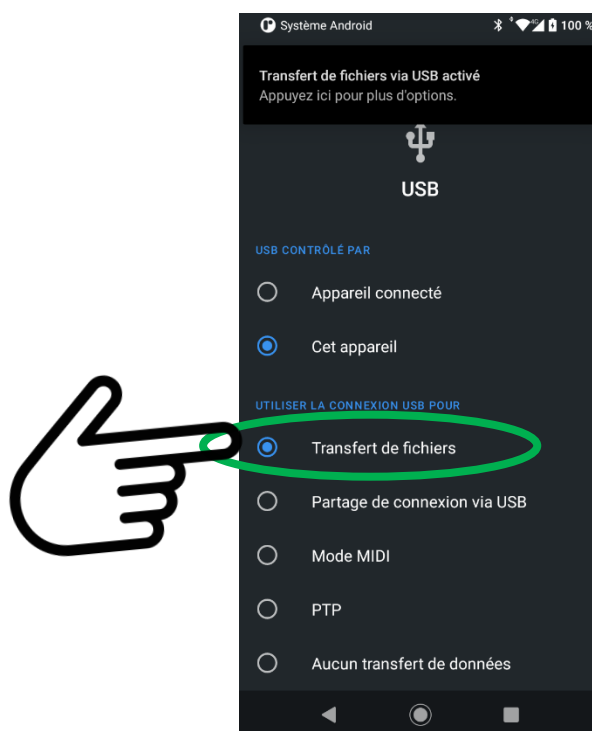 Système Android 4G 100 %
Transfert de fichiers via USB activé
Appuyez ici pour plus d'options.
USB
USB CONTRÔLÉ PAR
Appareil connecté
Cet appareil
UTILISER LA CONNEXION USB POUR
Transfert de fichiers
Partage de connexion via USB
Mode MIDI
PTP
Aucun transfert de données